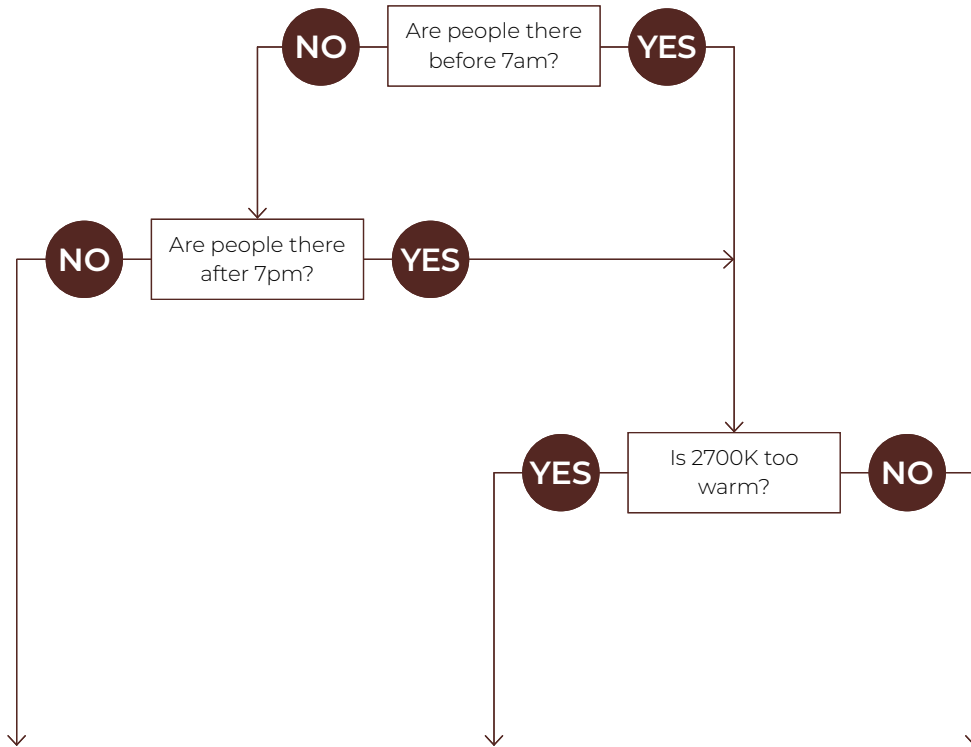 NO
Are people there
before 7am?
YES
NO
Are people there
after 7pm?
YES
YES
Is 2700K too
warm?
NO